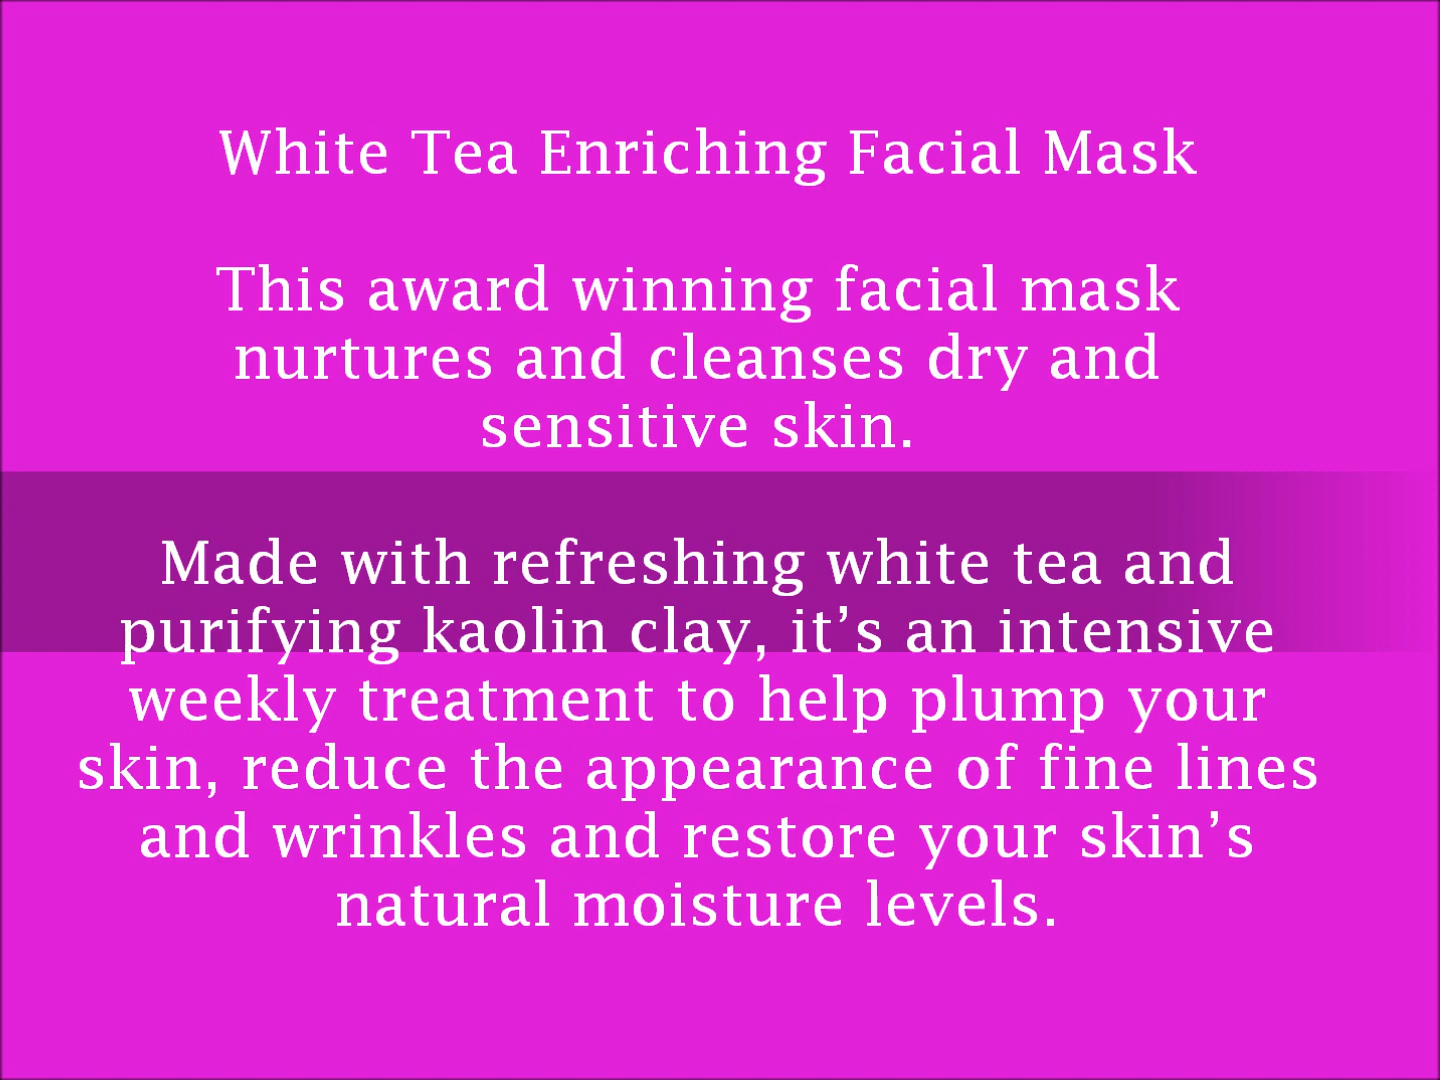 White Tea Enriching Facial Mask
This award winning facial mask
nurtures and cleanses dry and
sensitive skin.
Made with refreshing white tea and
purifying kaolin clay, it’s an intensive
weekly treatment to help plump your
skin, reduce the appearance of fine lines
and wrinkles and restore your skin’s
natural moisture levels.